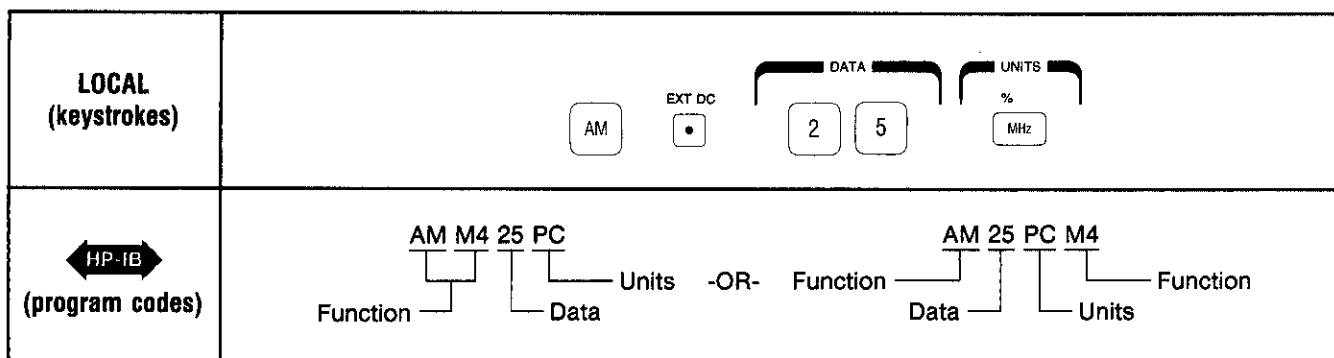 LOCAL
(keystrokes)
DATA UNITS
EXT DC %
AM • 2 5 MHz
HP-IB
(program codes)
AM M4 25 PC
Units
Function
Data
-OR-
AM 25 PC M4
Function
Function
Data
Units